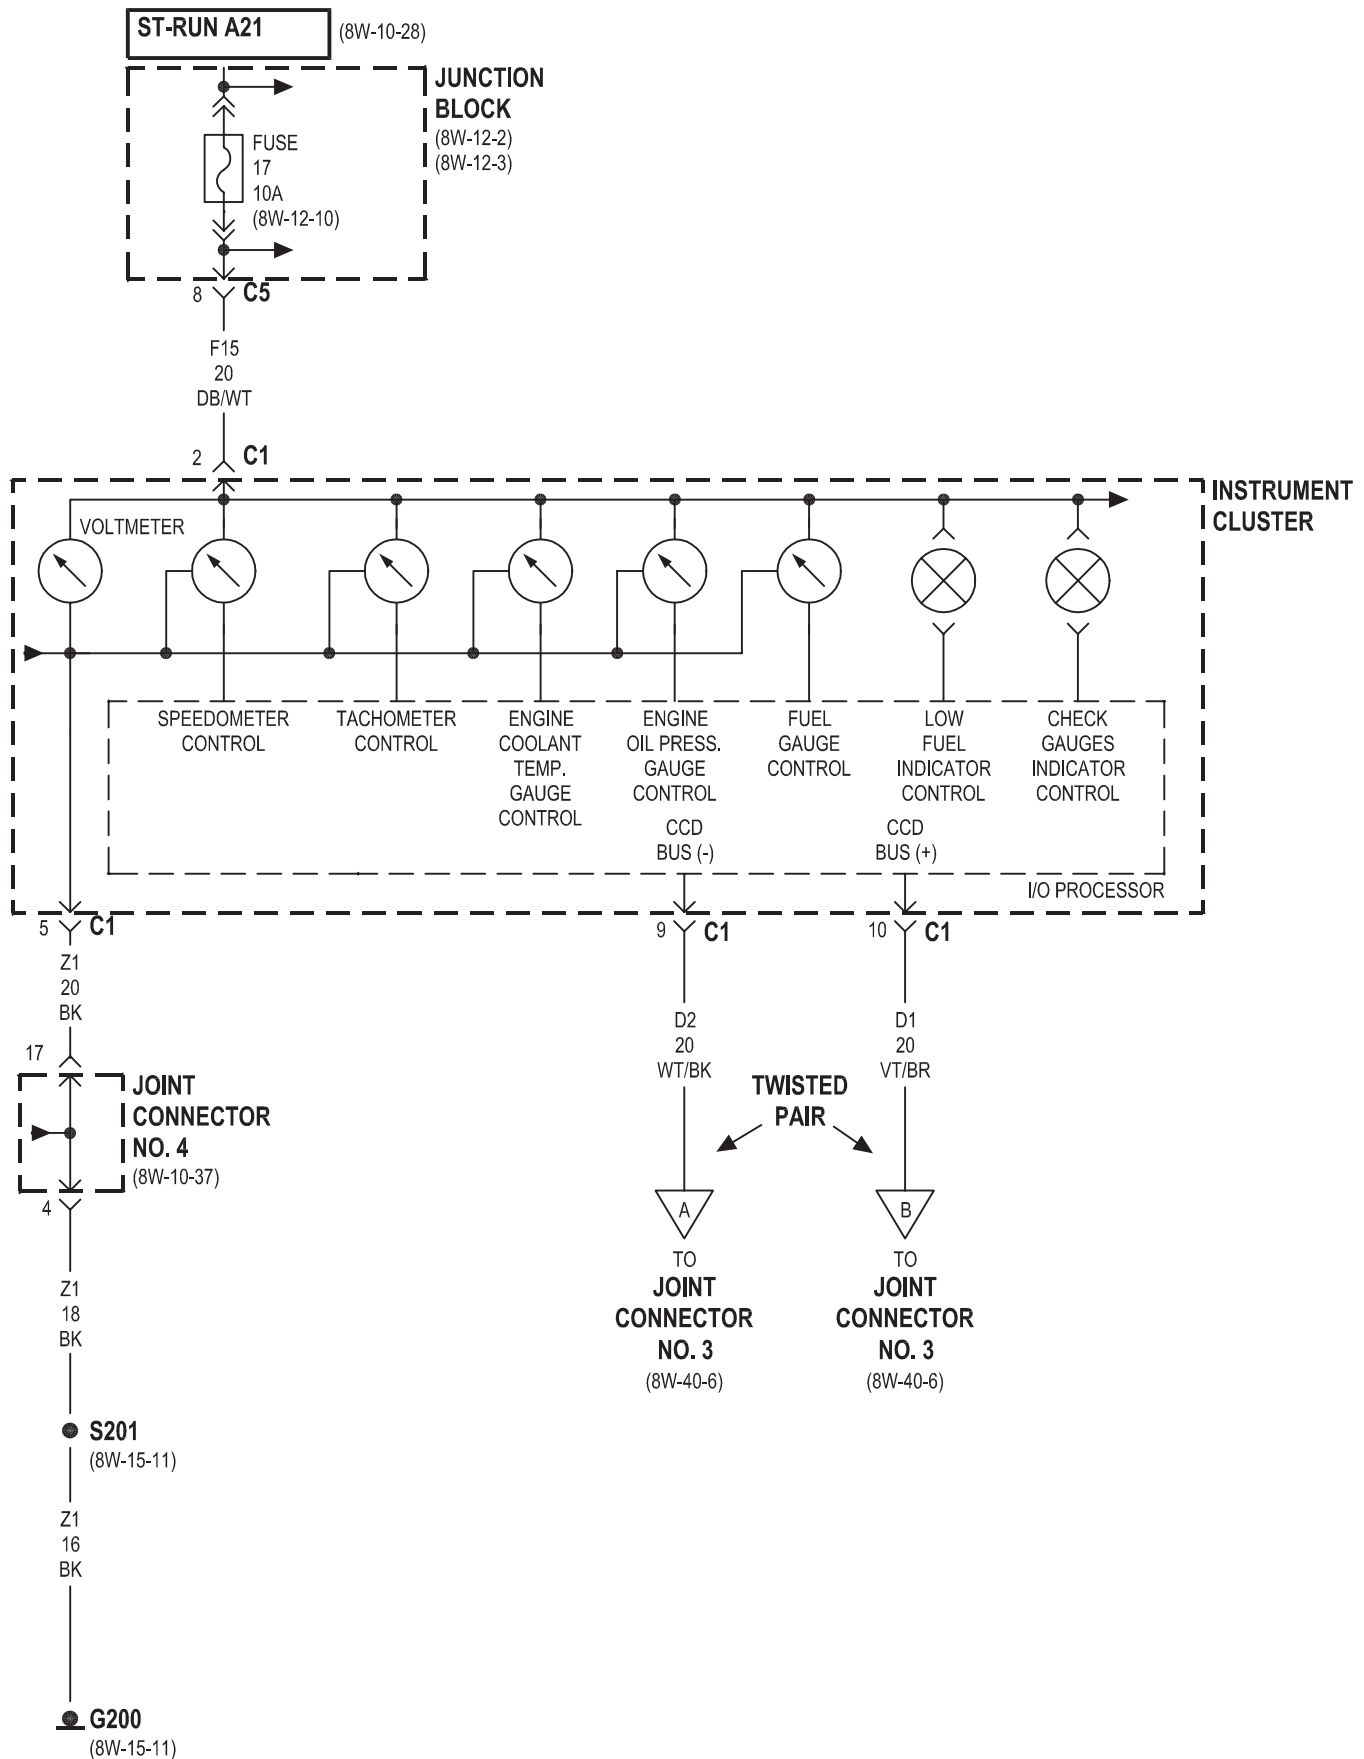 ST-RUN A21 (8W-10-28)
JUNCTION
BLOCK
(8W-12-2)
(8W-12-3)
FUSE
17
10A
(8W-12-10)
8 C5
F15
20
DB/WT
2 C1
INSTRUMENT
CLUSTER
VOLTMETER
SPEEDOMETER
CONTROL
TACHOMETER
CONTROL
ENGINE
COOLANT
TEMP.
GAUGE
CONTROL
ENGINE
OIL PRESS.
GAUGE
CONTROL
FUEL
GAUGE
CONTROL
LOW
FUEL
INDICATOR
CONTROL
CHECK
GAUGES
INDICATOR
CONTROL
CCD
BUS (-)
CCD
BUS (+)
I/O PROCESSOR
5 C1
9 C1
10 C1
Z1
20
BK
17
JOINT
CONNECTOR
NO. 4
(8W-10-37)
4
Z1
18
BK
S201
(8W-15-11)
Z1
16
BK
G200
(8W-15-11)
D2
20
WT/BK
D1
20
VT/BR
TWISTED
PAIR
A
TO
JOINT
CONNECTOR
NO. 3
(8W-40-6)
B
TO
JOINT
CONNECTOR
NO. 3
(8W-40-6)